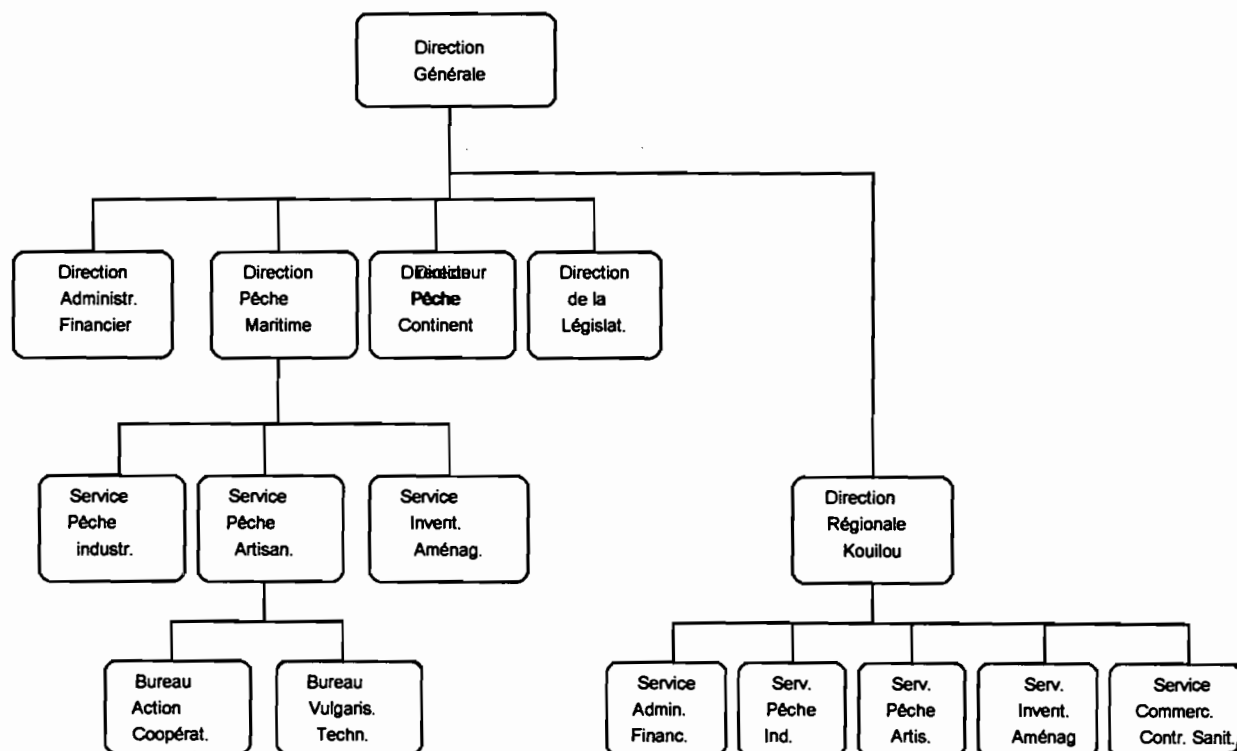 Direction
Générale
Direction
Administr.
Financier
Direction
Pêche
Maritime
Pêche
Continent
Direction
de la
Législat.
Service
Pêche
industr.
Service
Pêche
Artisan.
Service
Invent.
Aménag.
Direction
Régionale
Kouilou
Bureau
Action
Coopérat.
Bureau
Vulgaris.
Techn.
Service
Admin.
Financ.
Serv.
Pêche
Ind.
Serv.
Pêche
Artis.
Serv.
Invent.
Aménag
Service
Commerc.
Contr. Sanit.